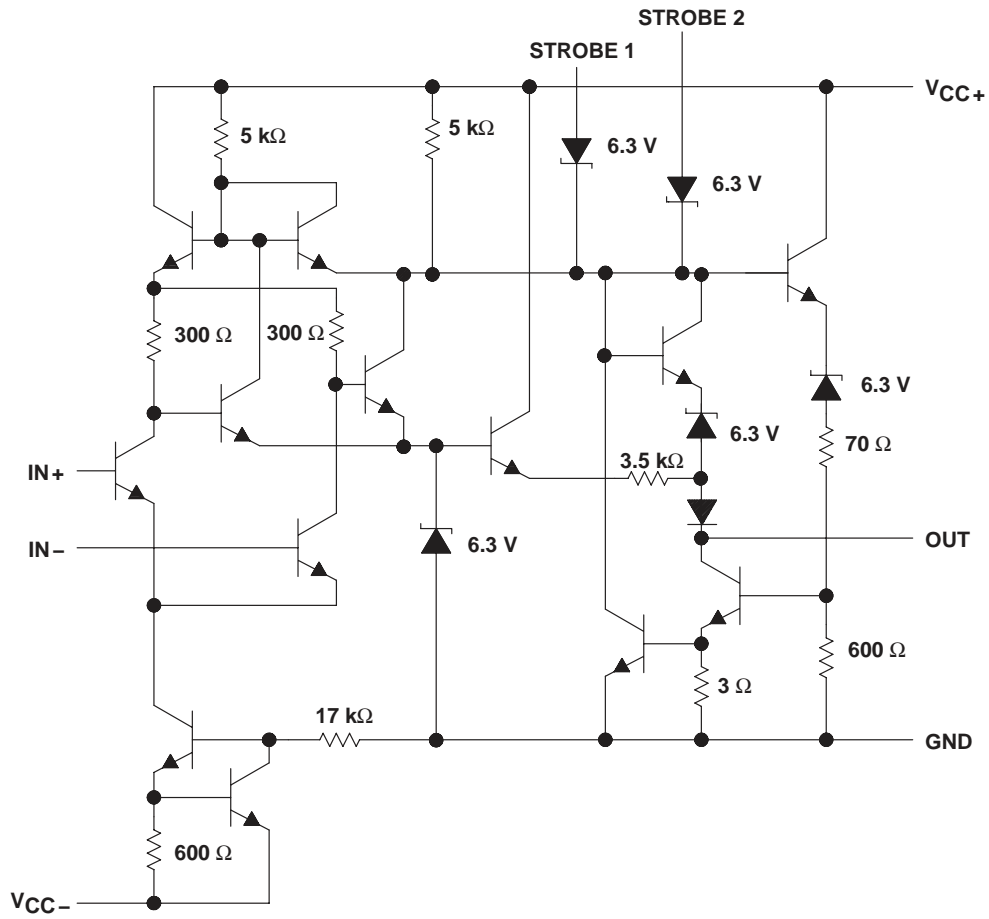 STROBE 2
STROBE 1
VCC+
5 kΩ
5 kΩ
6.3 V
6.3 V
300 Ω
300 Ω
6.3 V
6.3 V
70 Ω
3.5 kΩ
IN+
IN−
6.3 V
OUT
600 Ω
3 Ω
17 kΩ
GND
600 Ω
VCC−